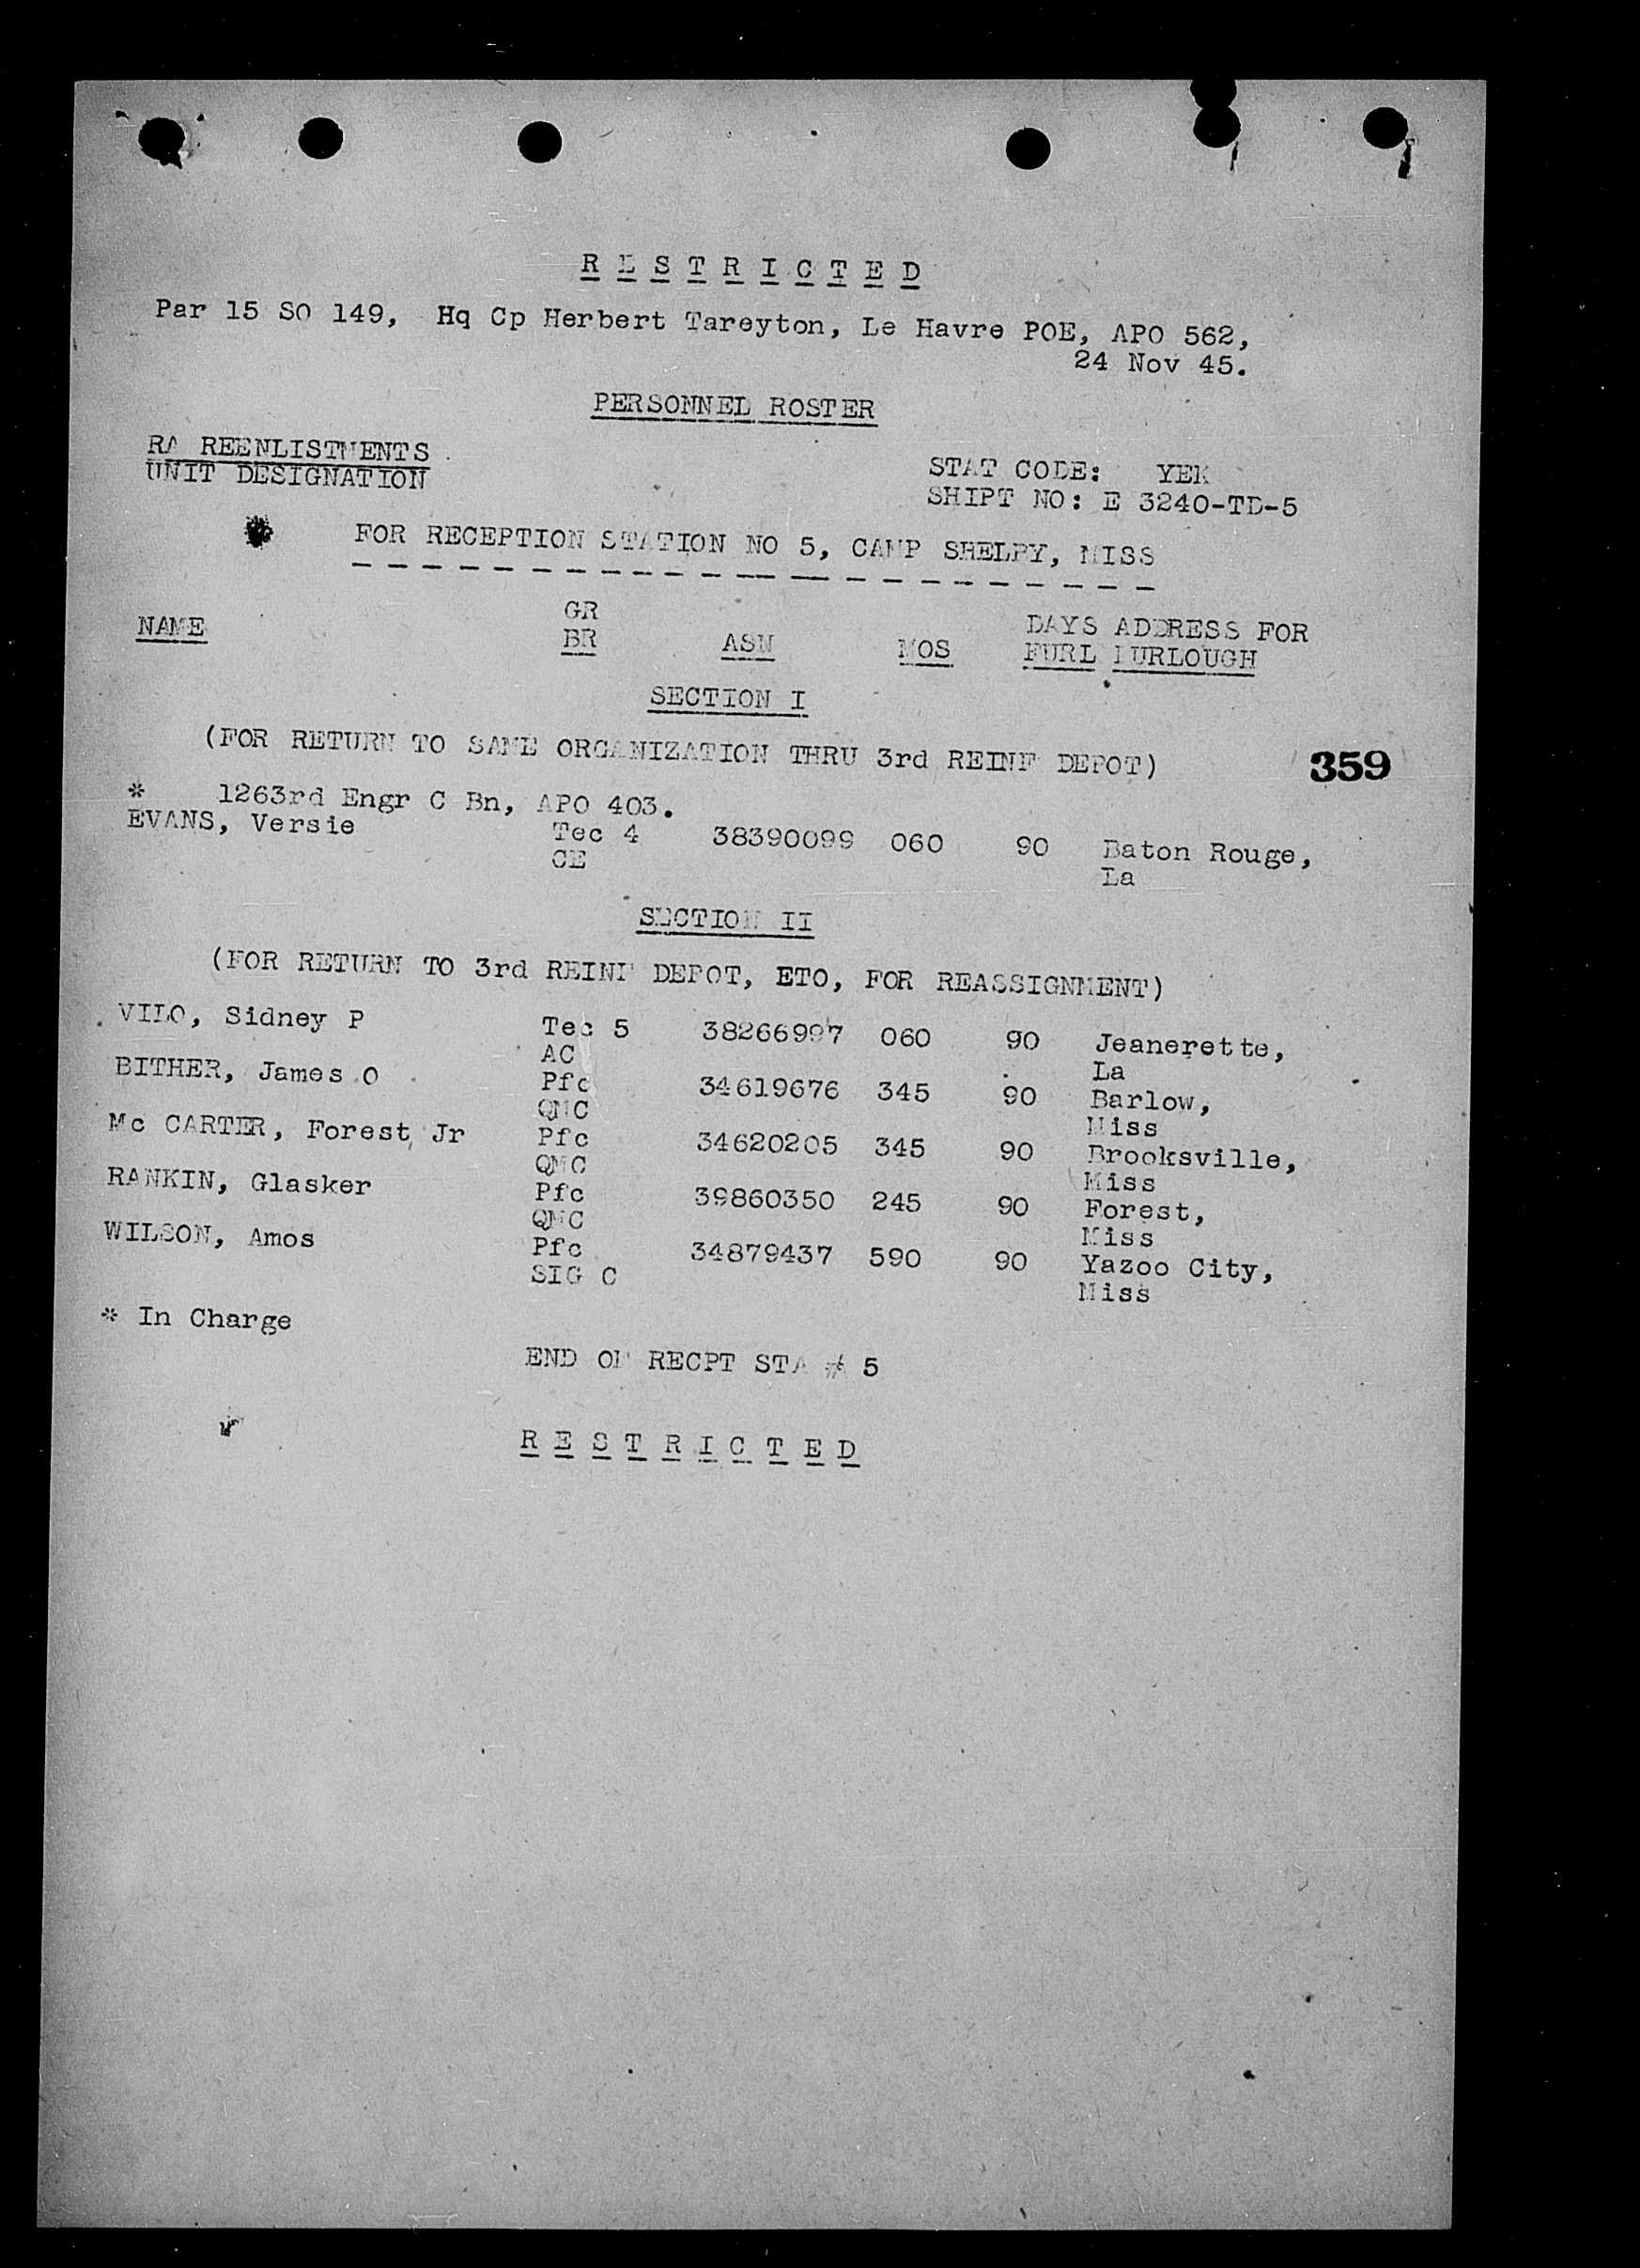 R E S T R I C T E D
Par 15 SO 149, Hq Cp Herbert Tareyton, Le Havre POE, APO 562,
24 Nov 45.
PERSONNEL ROSTER
RA REENLISTMENTS
UNIT DESIGNATION
STAT CODE: YEK
SHIPT NO: E 3240-TD-5
FOR RECEPTION STATION NO 5, CAMP SHELBY, MISS
NAME GR BR ASN MOS DAYS FURL ADDRESS FOR FURLOUGH
SECTION I
(FOR RETURN TO SAME ORGANIZATION THRU 3rd REINF DEPOT)
359
* 1263rd Engr C Bn, APO 403.
EVANS, Versie Tec 4 38390099 060 90 Baton Rouge,
CE La
SECTION II
(FOR RETURN TO 3rd REINF DEPOT, ETO, FOR REASSIGNMENT)
VILO, Sidney P Tec 5 38266997 060 90 Jeanerette,
AC La
BITHER, James O Pfc 34619676 345 90 Barlow,
QMC Miss
Mc CARTER, Forest Jr Pfc 34620205 345 90 Brooksville,
QMC Miss
RANKIN, Glasker Pfc 39860350 245 90 Forest,
QMC Miss
WILSON, Amos Pfc 34879437 590 90 Yazoo City,
SIG C Miss
* In Charge
END OF RECPT STA # 5
R E S T R I C T E D